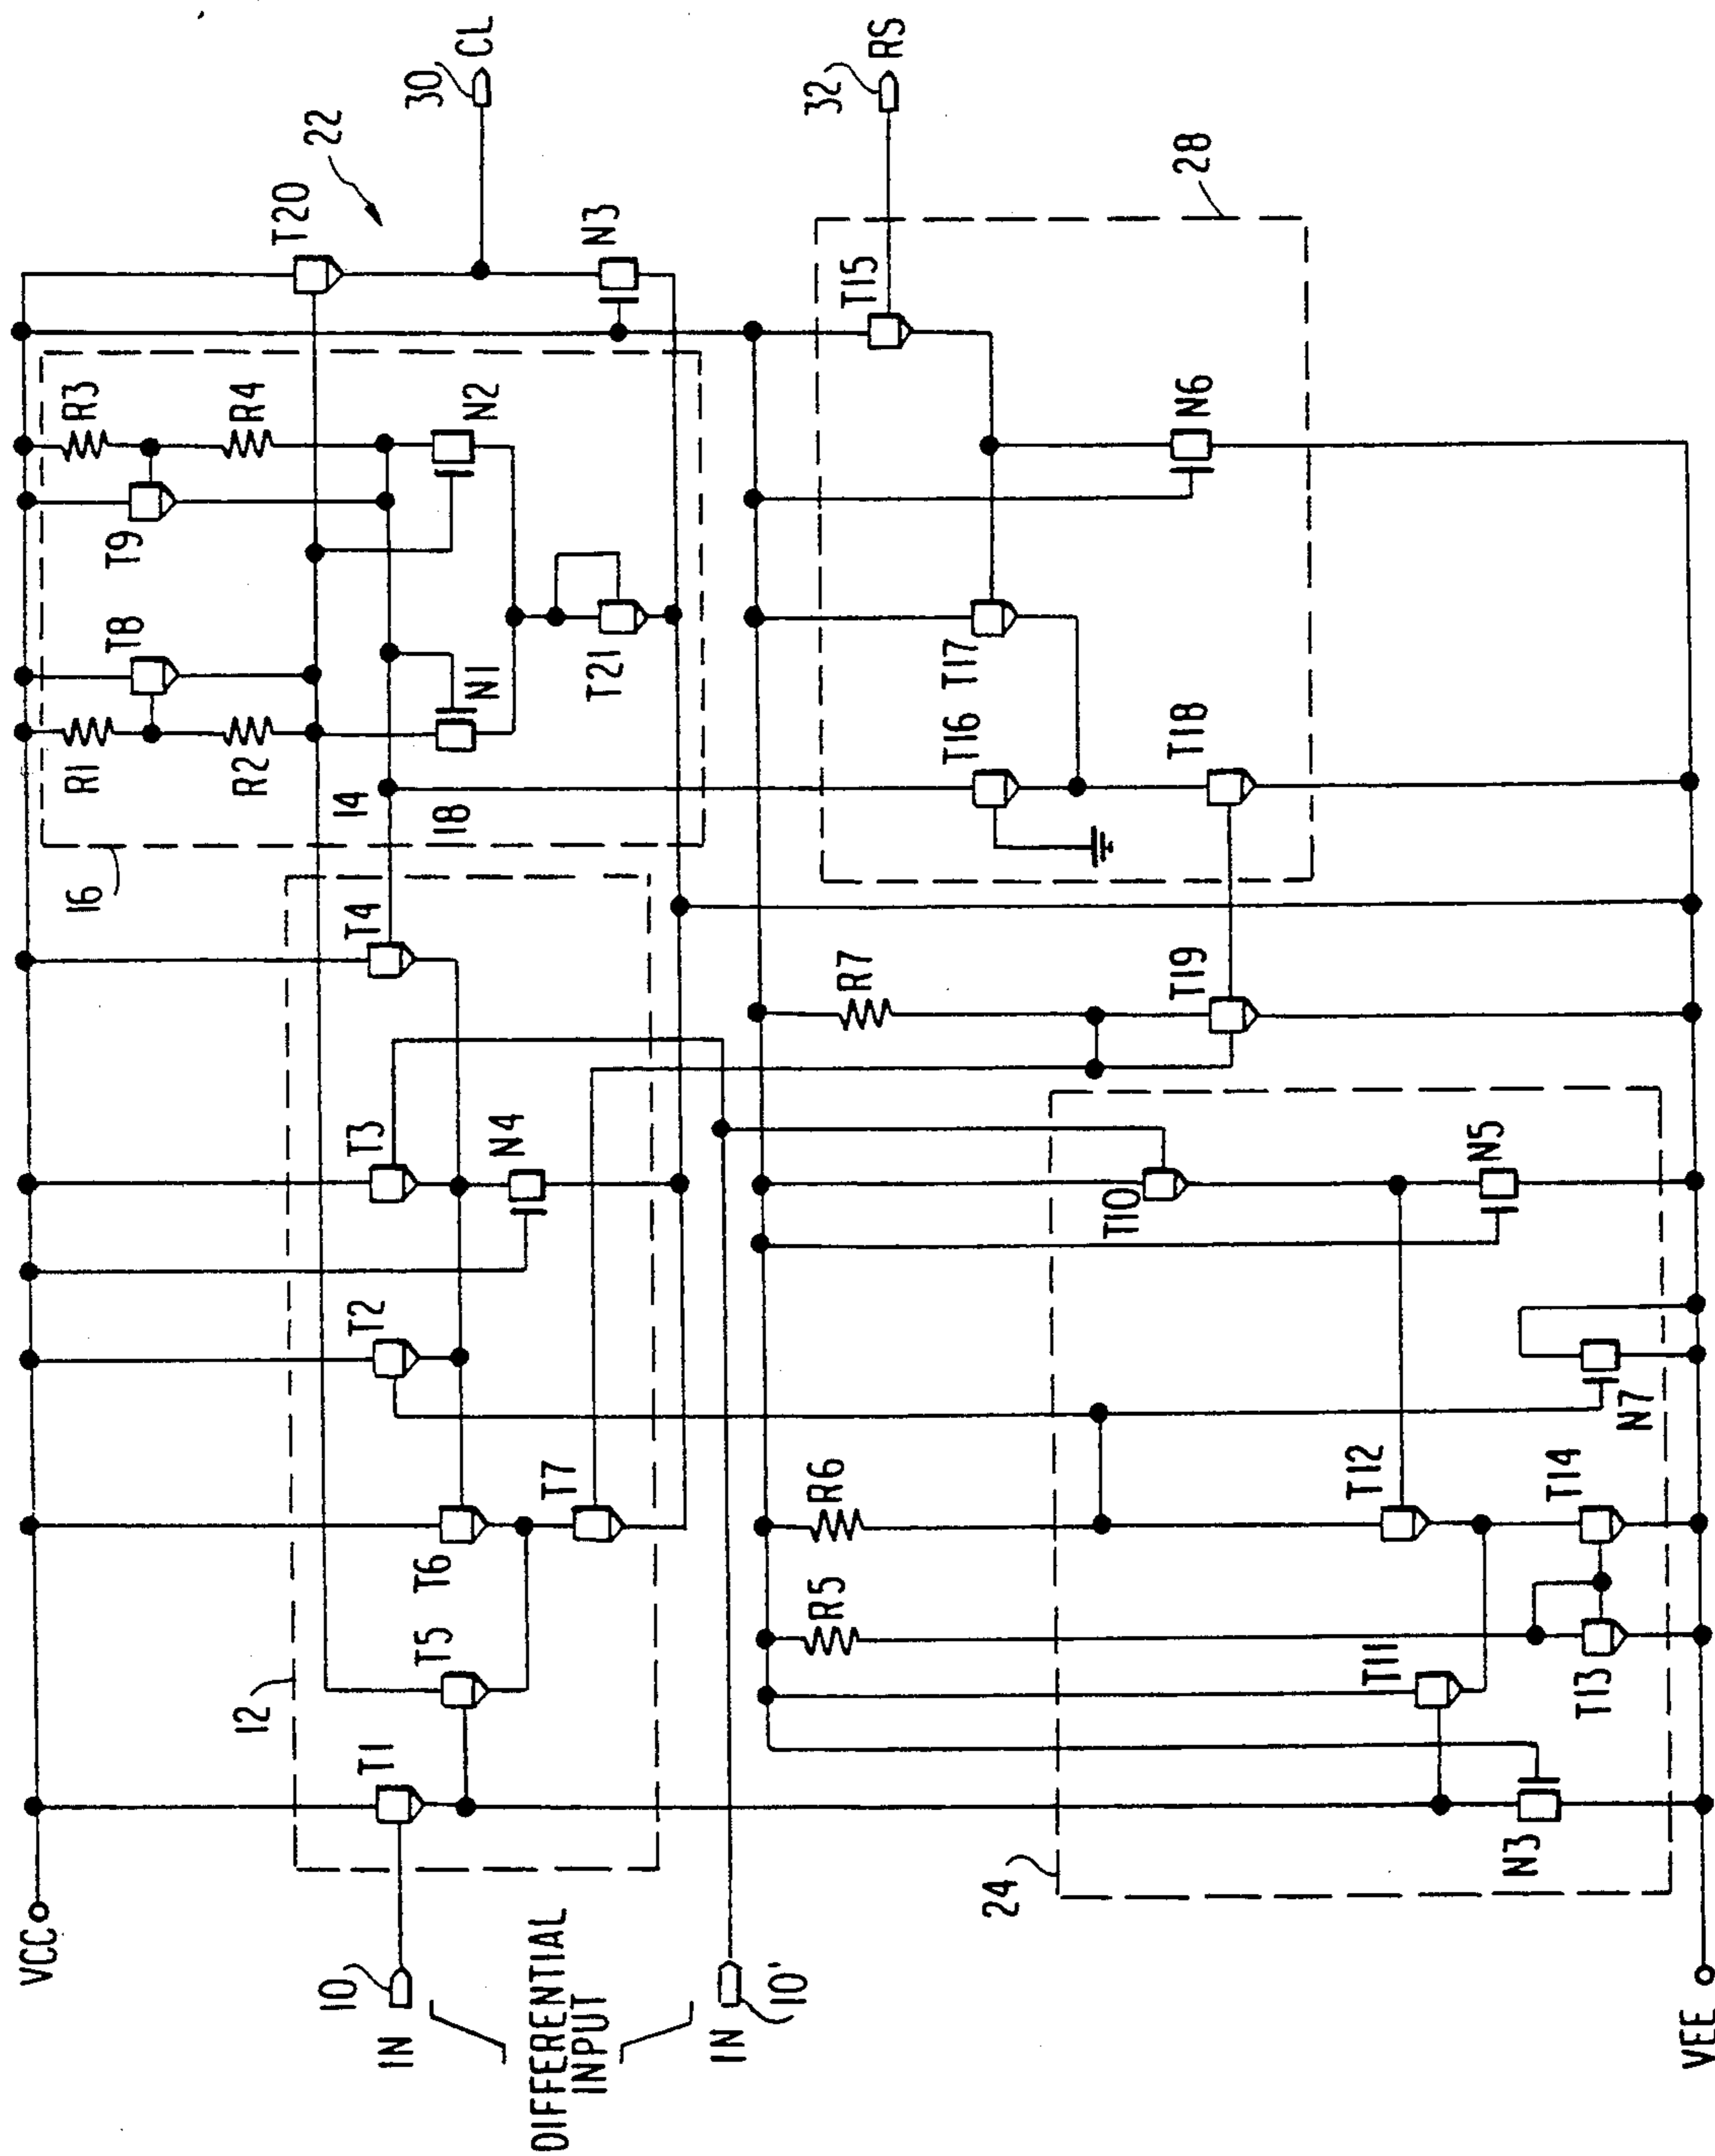 VCC
10
IN
DIFFERENTIAL
INPUT
IN
10'
VEE
12
T1
T5
T6
T7
T2
T3
N4
T4
16
R1
R2
T8
T9
R3
R4
14
18
N1
N2
T21
T20
22
N3
30
CL
24
N3
T11
R5
R6
T13
T14
T12
N7
T10
N5
R7
T19
T16
T17
T18
N6
T15
28
32
RS